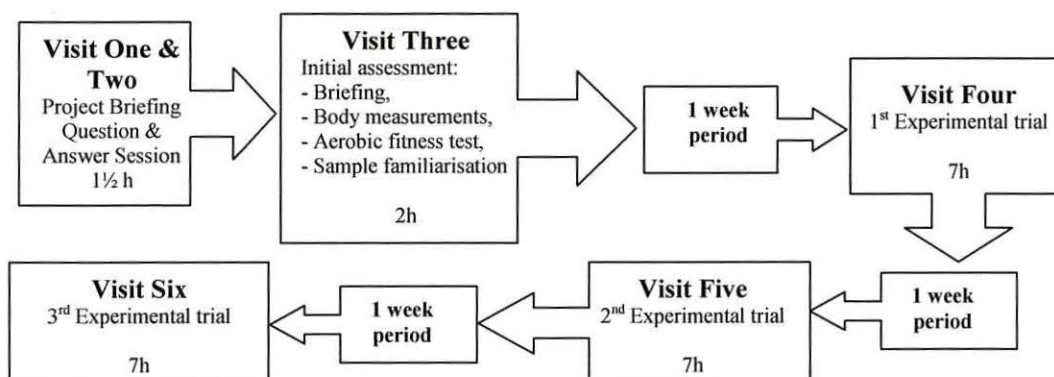 Visit One &
Two
Project Briefing
Question &
Answer Session
1½ h
Visit Three
Initial assessment:
- Briefing,
- Body measurements,
- Aerobic fitness test,
- Sample familiarisation
2h
1 week
period
Visit Four
1st Experimental trial
7h
1 week
period
Visit Five
2nd Experimental trial
7h
1 week
period
Visit Six
3rd Experimental trial
7h